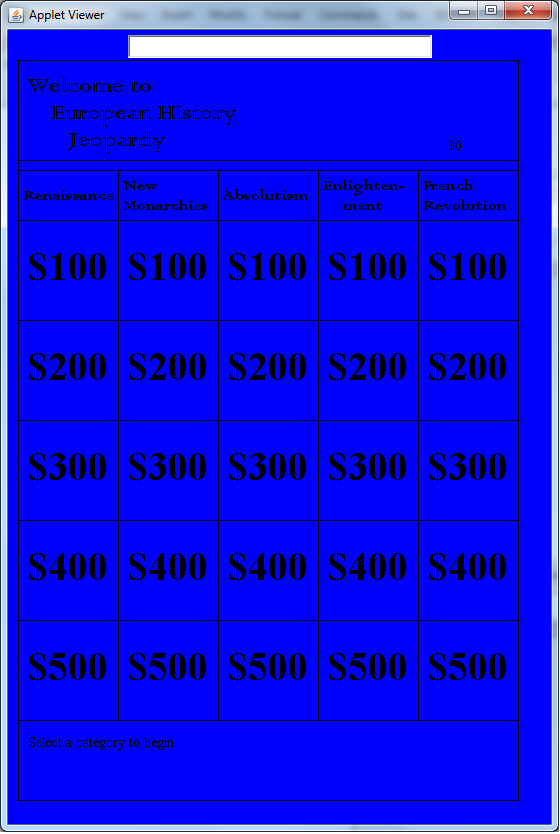 Applet Viewer
Welcome to
European History
Jeopardy
Renaissance New Monarchies Absolutism Enlighten-ment French Revolution
$100 $100 $100 $100 $100
$200 $200 $200 $200 $200
$300 $300 $300 $300 $300
$400 $400 $400 $400 $400
$500 $500 $500 $500 $500
Select a category to begin